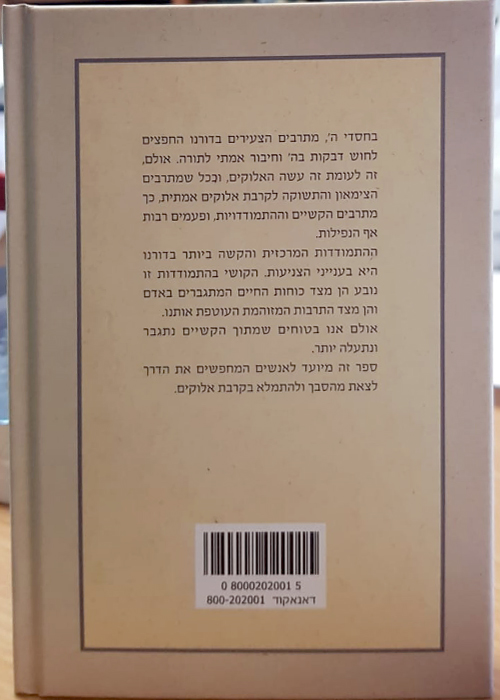 בחסדי ה', מתרבים הצעירים בדורנו החפצים
לחוש דבקות בה' וחיבור אמתי לתורה. אולם,
זה לעומת זה עשה האלוקים, וככל שמתרבים
הצימאון והתשוקה לקרבת אלוקים אמתית, כך
מתרבים הקשיים וההתמודדויות, ופעמים רבות
אף הנפילות.
ההתמודדות המרכזית והקשה ביותר בדורנו
היא בענייני הצניעות. הקושי בהתמודדות זו
נובע הן מצד כוחות החיים המתגברים באדם
והן מצד התרבות המזוהמת העוטפת אותנו.
אולם אנו בטוחים שמתוך הקשיים נתגבר
ונתעלה יותר.
ספר זה מיועד לאנשים המחפשים את הדרך
לצאת מהסבך ולהתמלא בקרבת אלוקים.
0 8000202001 5
דאנאקוד 800-202001